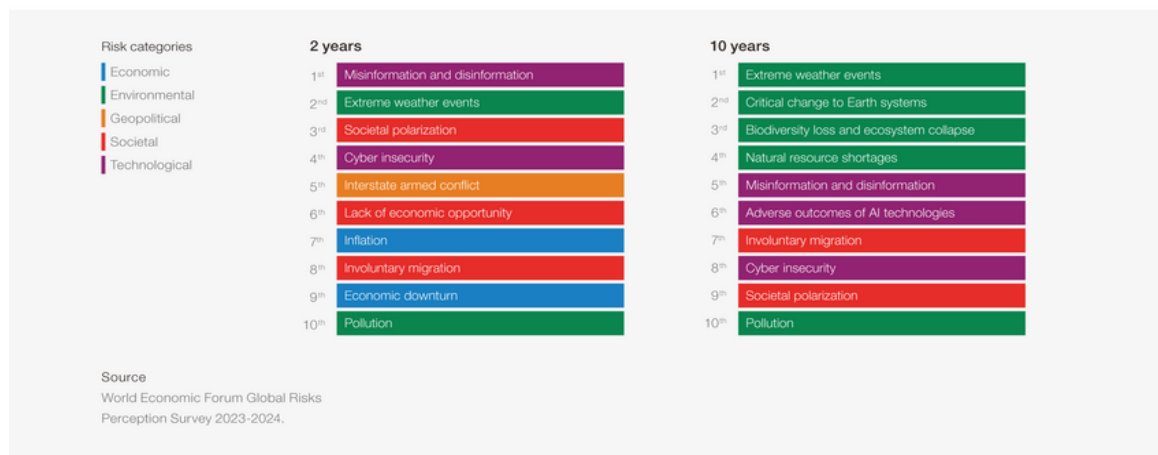 Risk categories
Economic
Environmental
Geopolitical
Societal
Technological
2 years
1st Misinformation and disinformation
2nd Extreme weather events
3rd Societal polarization
4th Cyber insecurity
5th Interstate armed conflict
6th Lack of economic opportunity
7th Inflation
8th Involuntary migration
9th Economic downturn
10th Pollution
10 years
1st Extreme weather events
2nd Critical change to Earth systems
3rd Biodiversity loss and ecosystem collapse
4th Natural resource shortages
5th Misinformation and disinformation
6th Adverse outcomes of AI technologies
7th Involuntary migration
8th Cyber insecurity
9th Societal polarization
10th Pollution
Source
World Economic Forum Global Risks
Perception Survey 2023-2024.